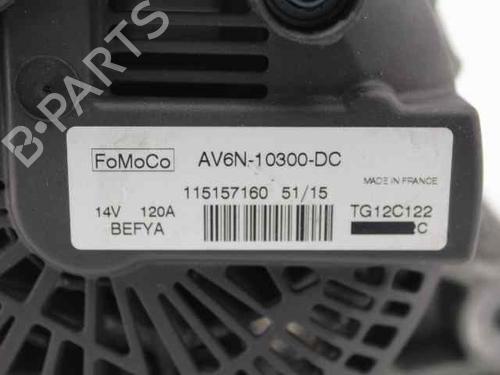 B-PARTS
FoMoCo AV6N-10300-DC
115157160 51/15 MADE IN FRANCE
14V 120A TG12C122
BEFYA C